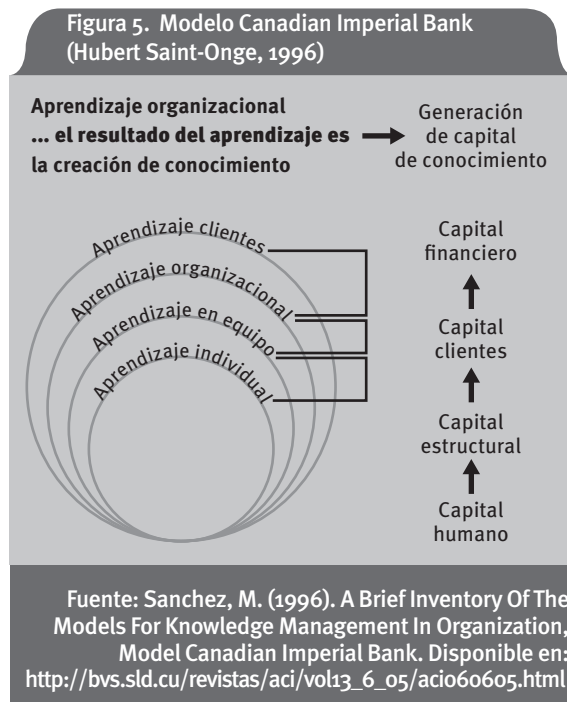 Figura 5. Modelo Canadian Imperial Bank
(Hubert Saint-Onge, 1996)
Aprendizaje organizacional
... el resultado del aprendizaje es
la creación de conocimiento
Generación
de capital
de conocimiento
Aprendizaje clientes
Aprendizaje organizacional
Aprendizaje en equipo
Aprendizaje individual
Capital
financiero
Capital
clientes
Capital
estructural
Capital
humano
Fuente: Sanchez, M. (1996). A Brief Inventory Of The
Models For Knowledge Management In Organization,
Model Canadian Imperial Bank. Disponible en:
http://bvs.sld.cu/revistas/aci/vol13_6_05/aci060605.html